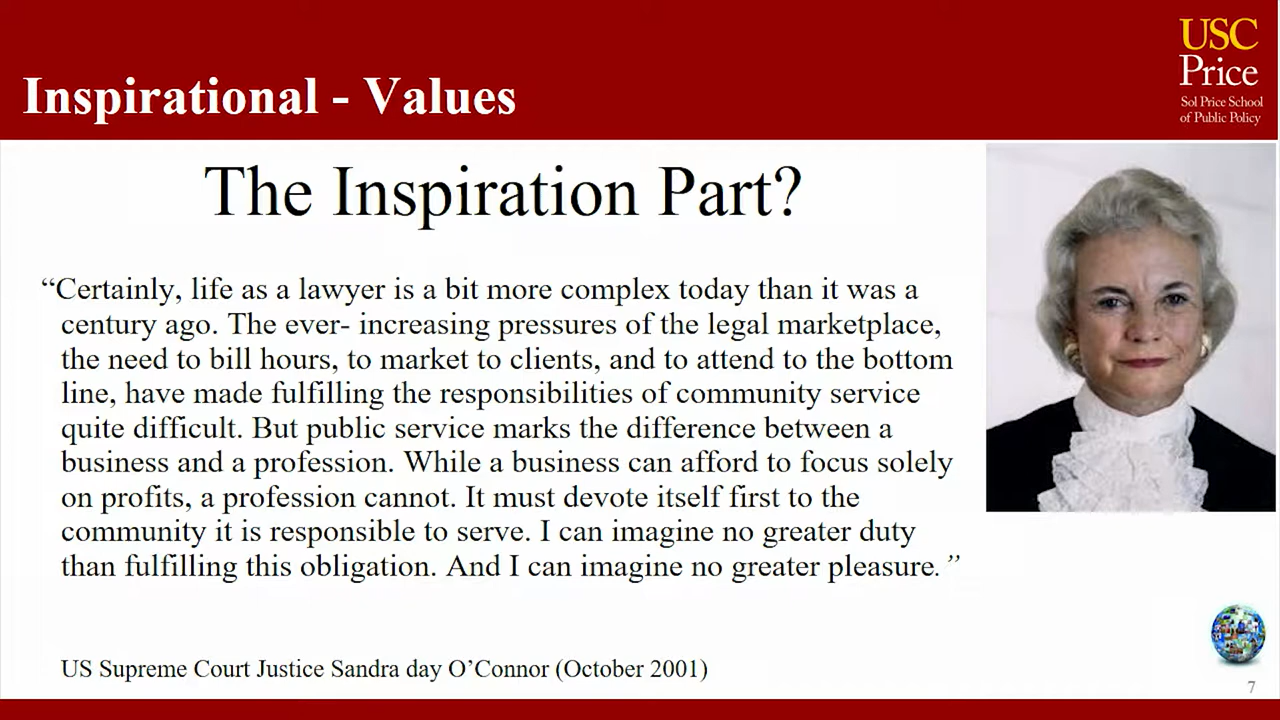 USC
Price
Sol Price School
of Public Policy
Inspirational - Values
The Inspiration Part?
“Certainly, life as a lawyer is a bit more complex today than it was a
century ago. The ever- increasing pressures of the legal marketplace,
the need to bill hours, to market to clients, and to attend to the bottom
line, have made fulfilling the responsibilities of community service
quite difficult. But public service marks the difference between a
business and a profession. While a business can afford to focus solely
on profits, a profession cannot. It must devote itself first to the
community it is responsible to serve. I can imagine no greater duty
than fulfilling this obligation. And I can imagine no greater pleasure. ”
US Supreme Court Justice Sandra day O’Connor (October 2001)
7